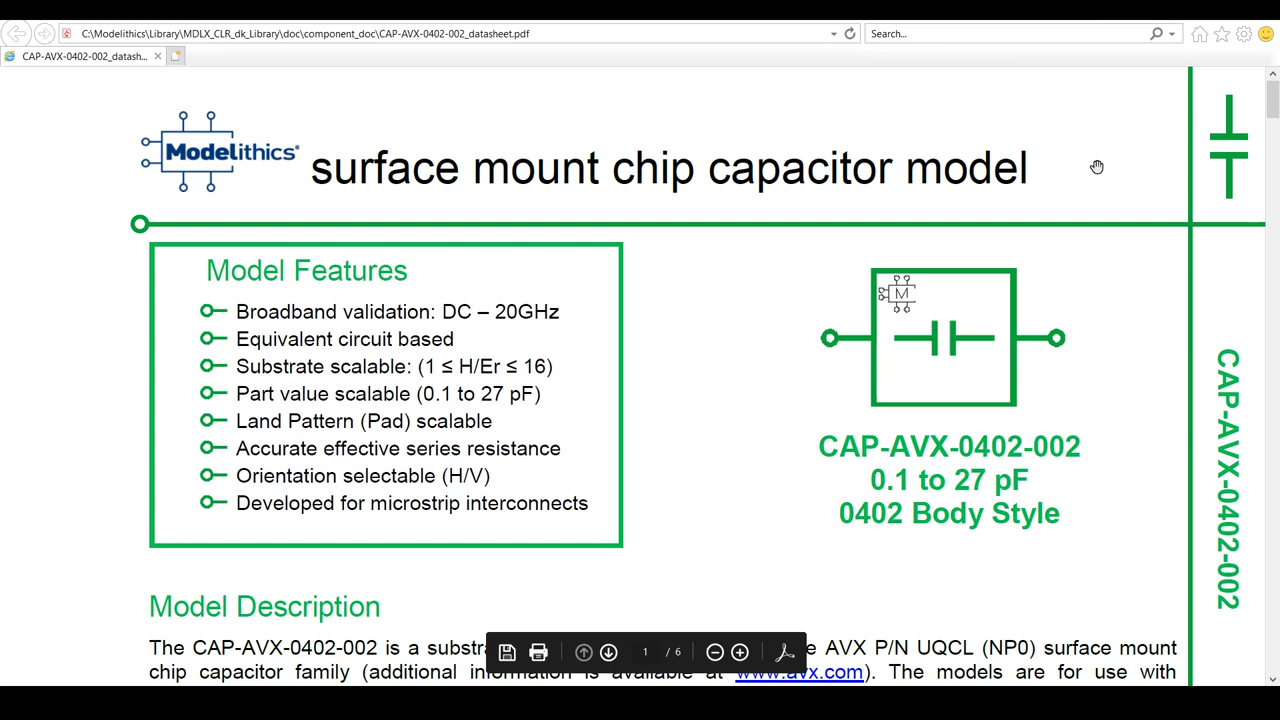 C:\Modelithics\Library\MDLX_CLR_dk_Library\doc\component_doc\CAP-AVX-0402-002_datasheet.pdf
Search...
CAP-AVX-0402-002_datash...
Modelithics®
surface mount chip capacitor model
Model Features
Broadband validation: DC – 20GHz
Equivalent circuit based
Substrate scalable: (1 ≤ H/Er ≤ 16)
Part value scalable (0.1 to 27 pF)
Land Pattern (Pad) scalable
Accurate effective series resistance
Orientation selectable (H/V)
Developed for microstrip interconnects
M
CAP-AVX-0402-002
0.1 to 27 pF
0402 Body Style
CAP-AVX-0402-002
Model Description
The CAP-AVX-0402-002 is a substra e AVX P/N UQCL (NP0) surface mount
chip capacitor family (additional information is available at www.avx.com). The models are for use with
1 / 6